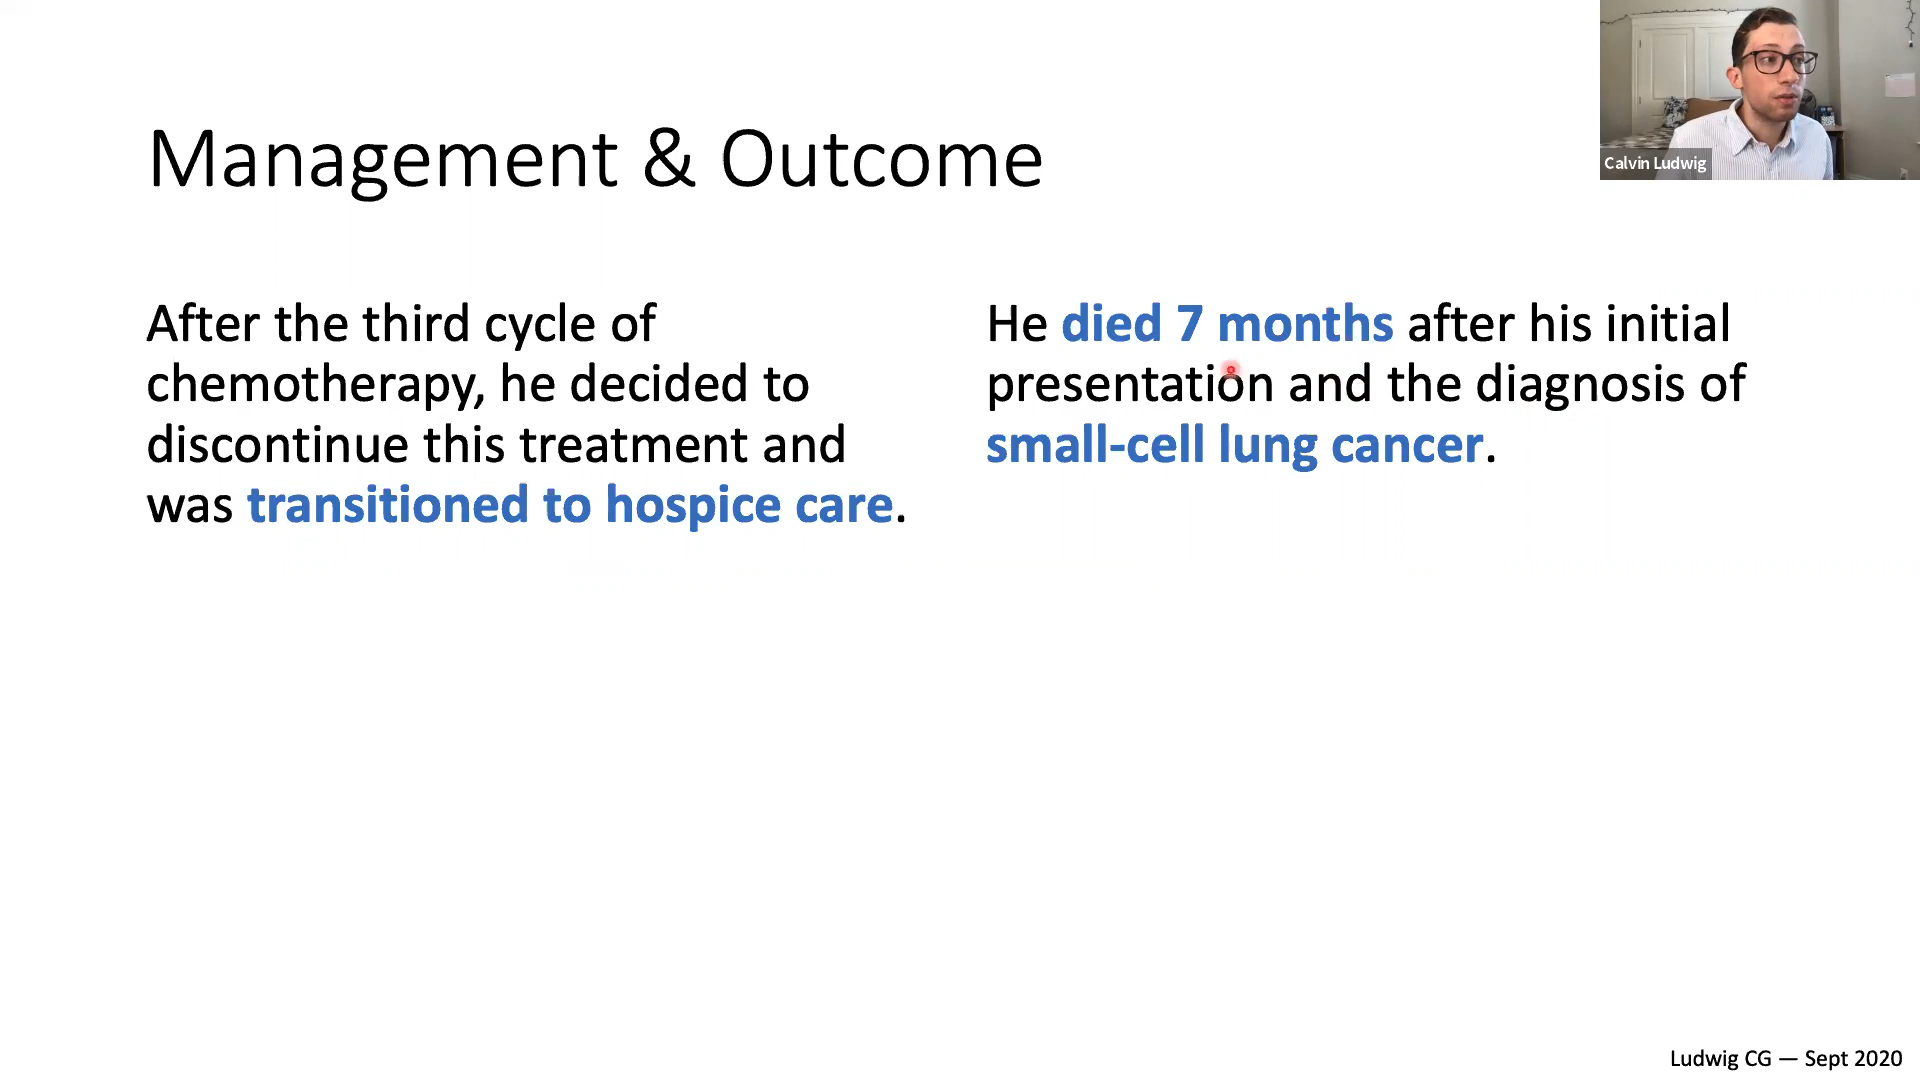 Management & Outcome
Calvin Ludwig
After the third cycle of
chemotherapy, he decided to
discontinue this treatment and
was transitioned to hospice care.
He died 7 months after his initial
presentation and the diagnosis of
small-cell lung cancer.
Ludwig CG — Sept 2020